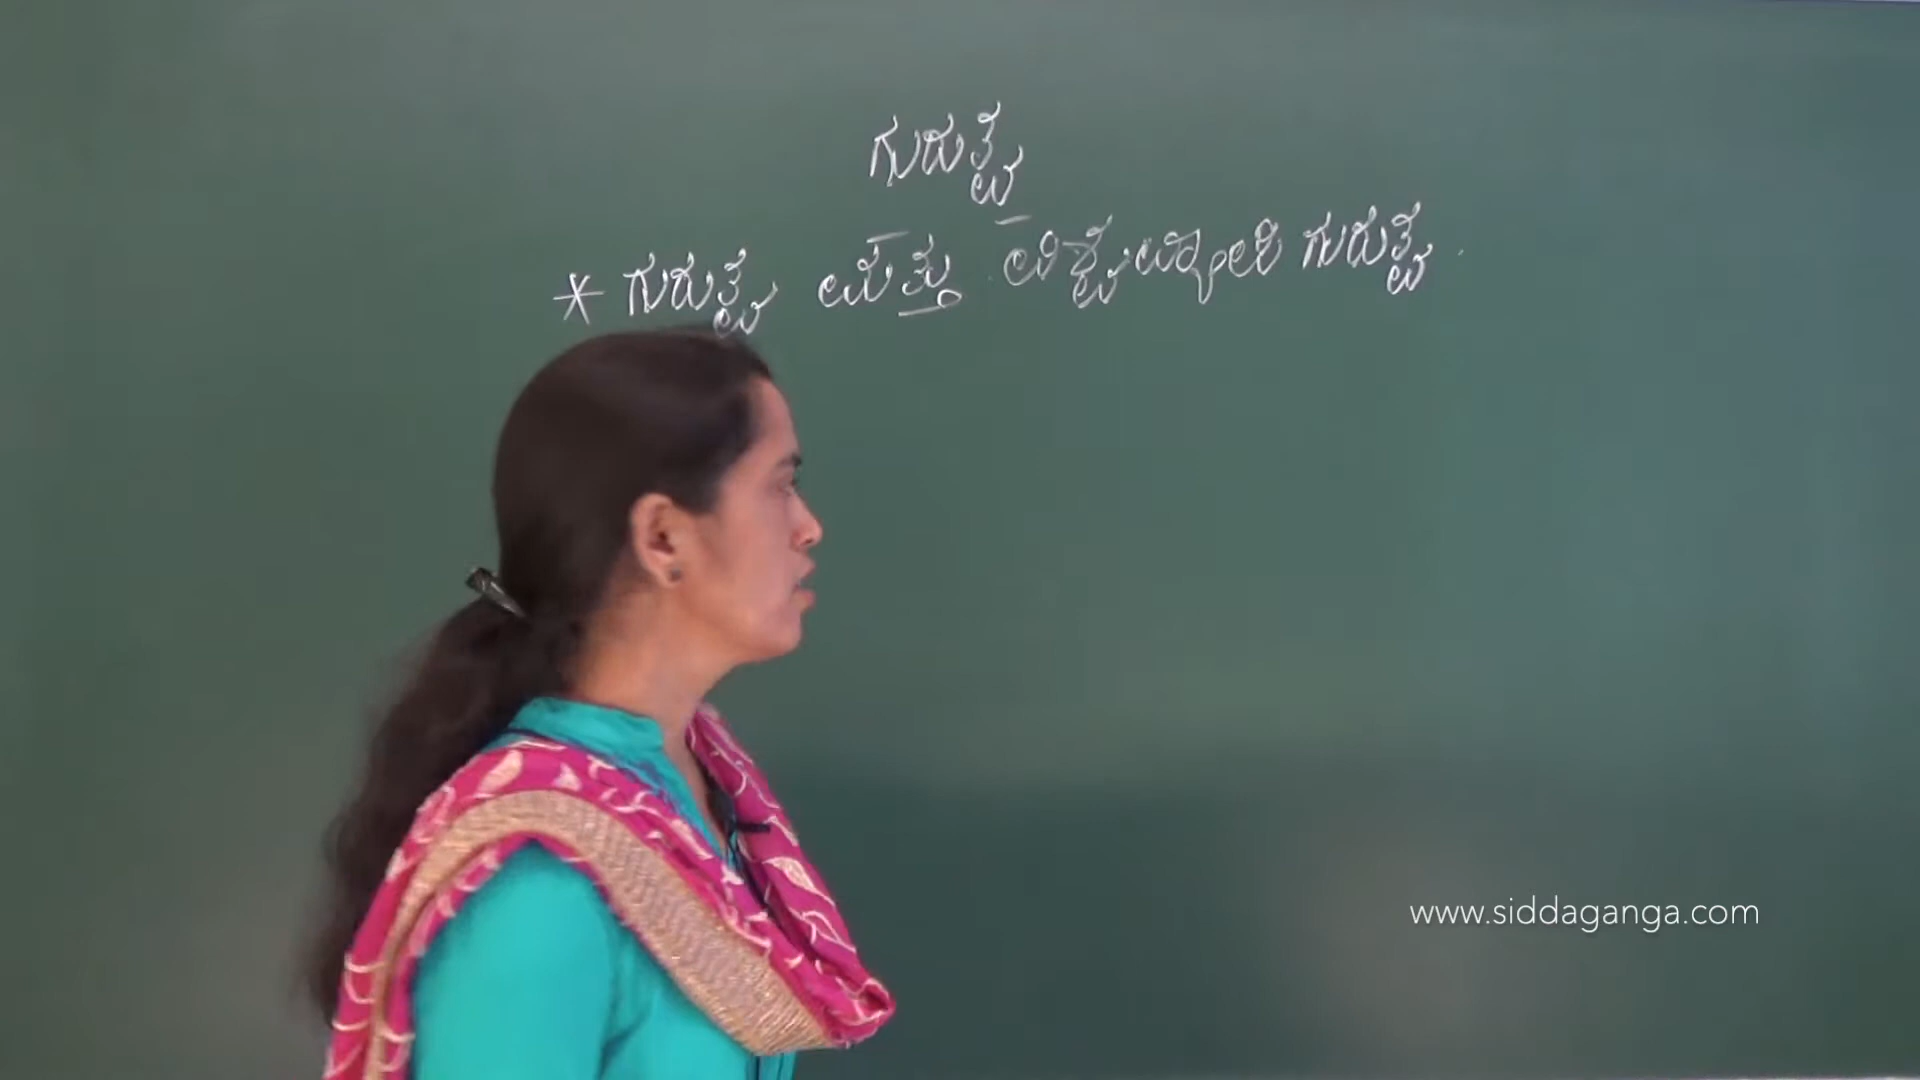 ಗುರುತ್ವ
* ಗುರುತ್ವ ಮತ್ತು ವಿಶ್ವವ್ಯಾಪಿ ಗುರುತ್ವ.
www.siddaganga.com